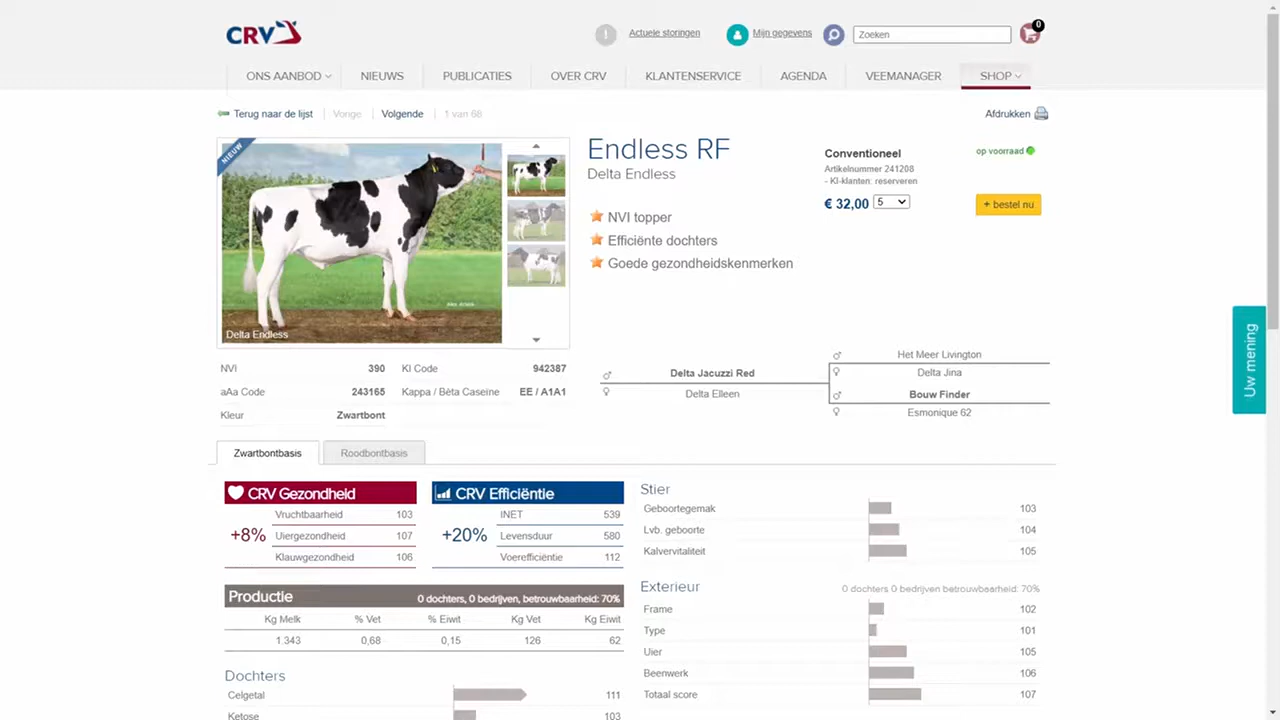 CRV
Actuele storingen
Mijn gegevens
Zoeken
0
ONS AANBOD
NIEUWS
PUBLICATIES
OVER CRV
KLANTENSERVICE
AGENDA
VEEMANAGER
SHOP
Terug naar de lijst
Vorige
Volgende
1 van 68
Afdrukken
NIEUW
Delta Endless
Endless RF
Delta Endless
NVI topper
Efficiënte dochters
Goede gezondheidskenmerken
Conventioneel
Artikelnummer 241208
- KI-klanten: reserveren
€ 32,00 5
op voorraad
+ bestel nu
Uw mening
NVI 390 KI Code 942387
aAa Code 243165 Kappa / Bèta Caseine EE / A1A1
Kleur Zwartbont
Delta Jacuzzi Red
Delta Elleen
Het Meer Livington
Delta Jina
Bouw Finder
Esmonique 62
Zwartbontbasis
Roodbontbasis
CRV Gezondheid
+8%
Vruchtbaarheid 103
Uiergezondheid 107
Klauwgezondheid 106
CRV Efficiëntie
+20%
INET 539
Levensduur 580
Voerefficiëntie 112
Productie 0 dochters, 0 bedrijven, betrouwbaarheid: 70%
Kg Melk % Vet % Eiwit Kg Vet Kg Eiwit
1.343 0,68 0,15 126 62
Dochters
Celgetal 111
Ketose 103
Stier
Geboortegemak 103
Lvb. geboorte 104
Kalvervitaliteit 105
Exterieur 0 dochters 0 bedrijven betrouwbaarheid: 70%
Frame 102
Type 101
Uier 105
Beenwerk 106
Totaal score 107